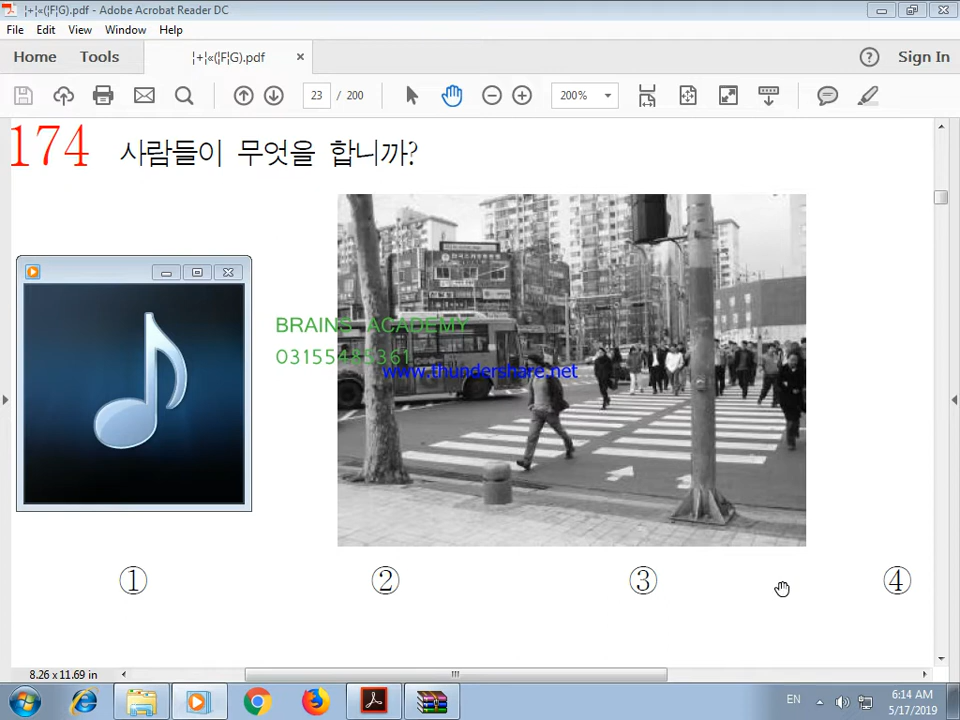 ¦+¦«(¦F¦G).pdf - Adobe Acrobat Reader DC
File Edit View Window Help
Home Tools ¦+¦«(¦F¦G).pdf × Sign In
23 / 200 200%
174 사람들이 무엇을 합니까?
BRAINS ACADEMY
03155485361
www.thundershare.net
① ② ③ ④
8.26 x 11.69 in
EN
6:14 AM
5/17/2019